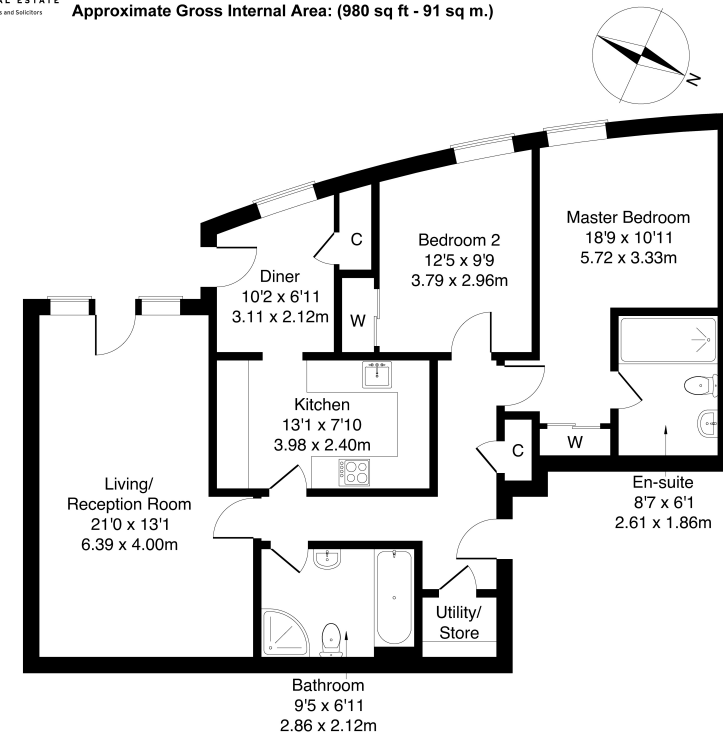 AL ESTATE
s and Solicitors
Approximate Gross Internal Area: (980 sq ft - 91 sq m.)
N
Master Bedroom
18'9 x 10'11
5.72 x 3.33m
Bedroom 2
12'5 x 9'9
3.79 x 2.96m
C
Diner
10'2 x 6'11
3.11 x 2.12m
W
Kitchen
13'1 x 7'10
3.98 x 2.40m
C
W
Living/
Reception Room
21'0 x 13'1
6.39 x 4.00m
En-suite
8'7 x 6'1
2.61 x 1.86m
Utility/
Store
Bathroom
9'5 x 6'11
2.86 x 2.12m